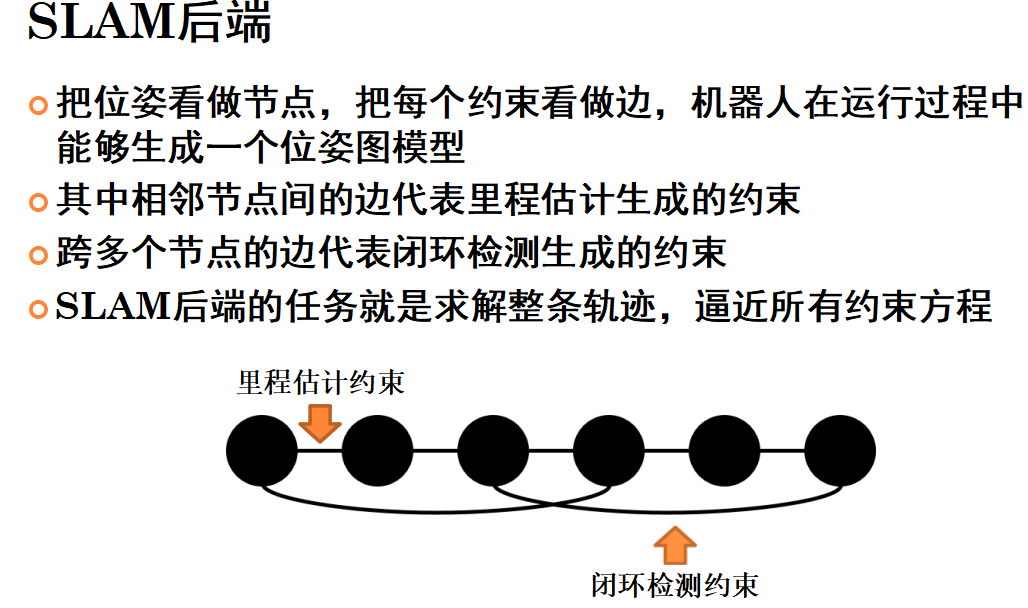 SLAM后端
把位姿看做节点，把每个约束看做边，机器人在运行过程中
能够生成一个位姿图模型
其中相邻节点间的边代表里程估计生成的约束
跨多个节点的边代表闭环检测生成的约束
SLAM后端的任务就是求解整条轨迹，逼近所有约束方程
里程估计约束
闭环检测约束